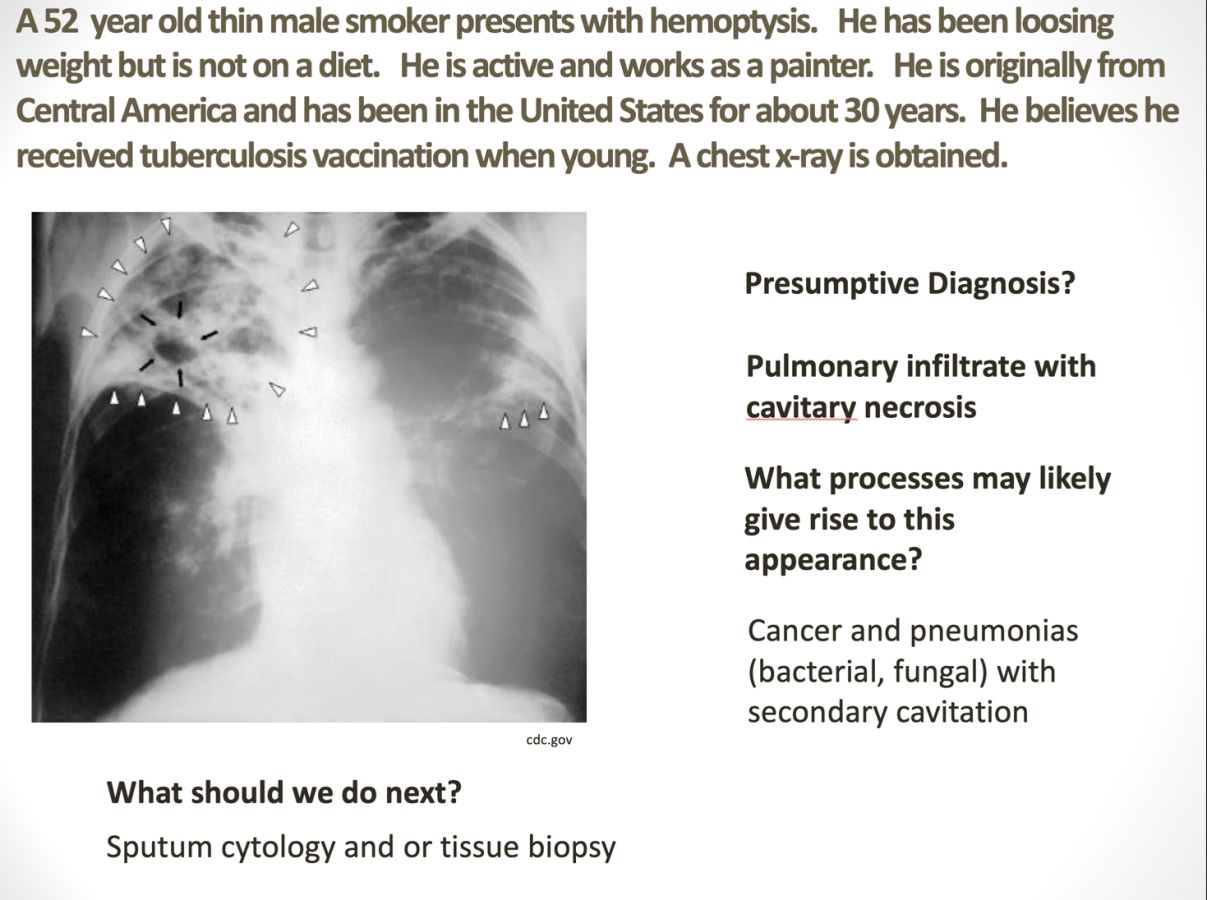 A 52 year old thin male smoker presents with hemoptysis. He has been loosing
weight but is not on a diet. He is active and works as a painter. He is originally from
Central America and has been in the United States for about 30 years. He believes he
received tuberculosis vaccination when young. A chest x-ray is obtained.
Presumptive Diagnosis?
Pulmonary infiltrate with
cavitary necrosis
What processes may likely
give rise to this
appearance?
Cancer and pneumonias
(bacterial, fungal) with
secondary cavitation
cdc.gov
What should we do next?
Sputum cytology and or tissue biopsy